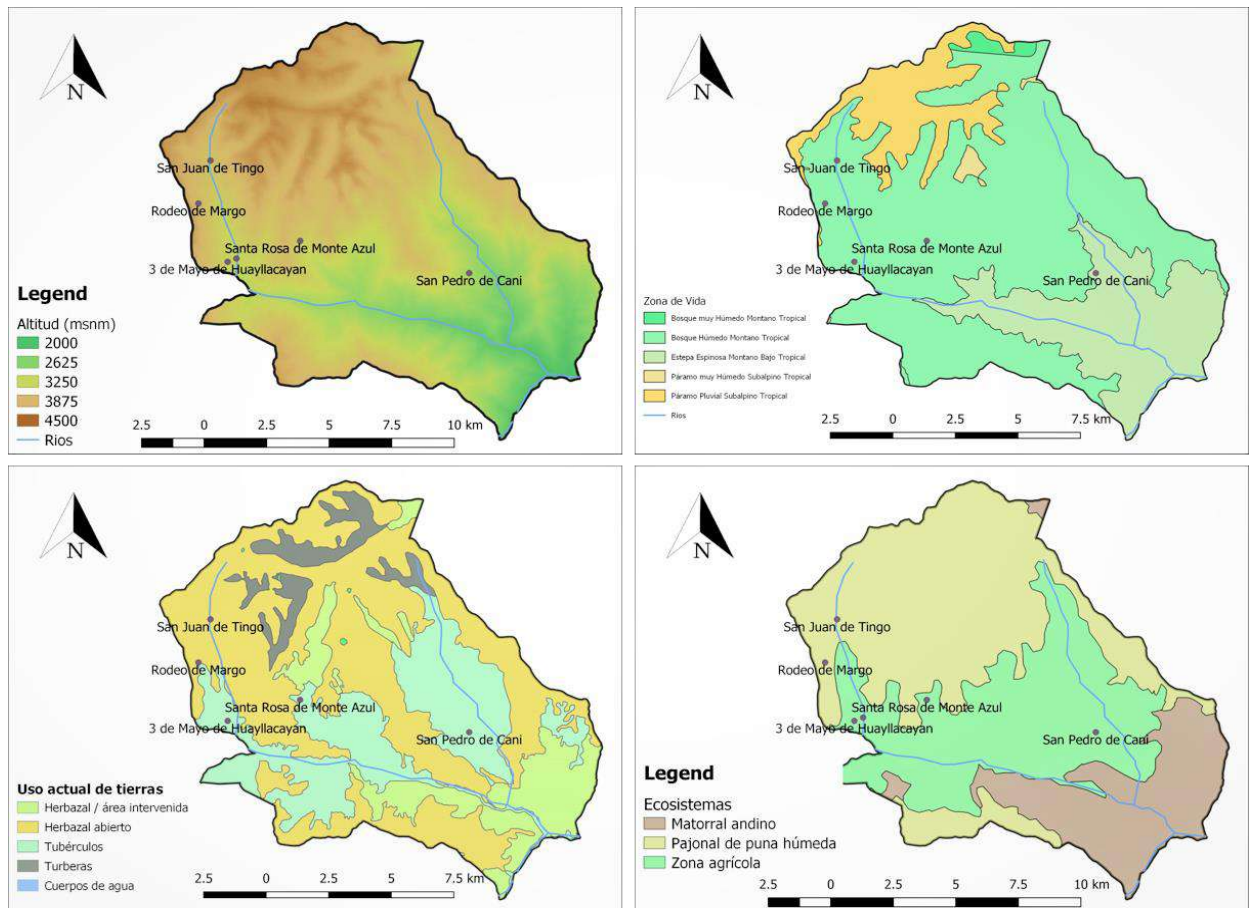 N
San Juan de Tingo
Rodeo de Margo
Santa Rosa de Monte Azul
3 de Mayo de Huayllacayan
San Pedro de Cani
Legend
Altitud (msnm)
2000
2625
3250
3875
4500
Rios
2.5 0 2.5 5 7.5 10 km
N
San Juan de Tingo
Rodeo de Margo
Santa Rosa de Monte Azul
3 de Mayo de Huayllacayan
San Pedro de Cani
Zona de Vida
Bosque muy Húmedo Montano Tropical
Bosque Húmedo Montano Tropical
Estepa Espinosa Montano Bajo Tropical
Páramo muy Húmedo Subalpino Tropical
Páramo Pluvial Subalpino Tropical
Rios
2.5 0 2.5 5 7.5 km
N
San Juan de Tingo
Rodeo de Margo
Santa Rosa de Monte Azul
3 de Mayo de Huayllacayan
San Pedro de Cani
Uso actual de tierras
Herbazal / área intervenida
Herbazal abierto
Tubérculos
Turberas
Cuerpos de agua
2.5 0 2.5 5 7.5 10 km
N
San Juan de Tingo
Rodeo de Margo
Santa Rosa de Monte Azul
3 de Mayo de Huayllacayan
San Pedro de Cani
Legend
Ecosistemas
Matorral andino
Pajonal de puna húmeda
Zona agrícola
2.5 0 2.5 5 7.5 10 km